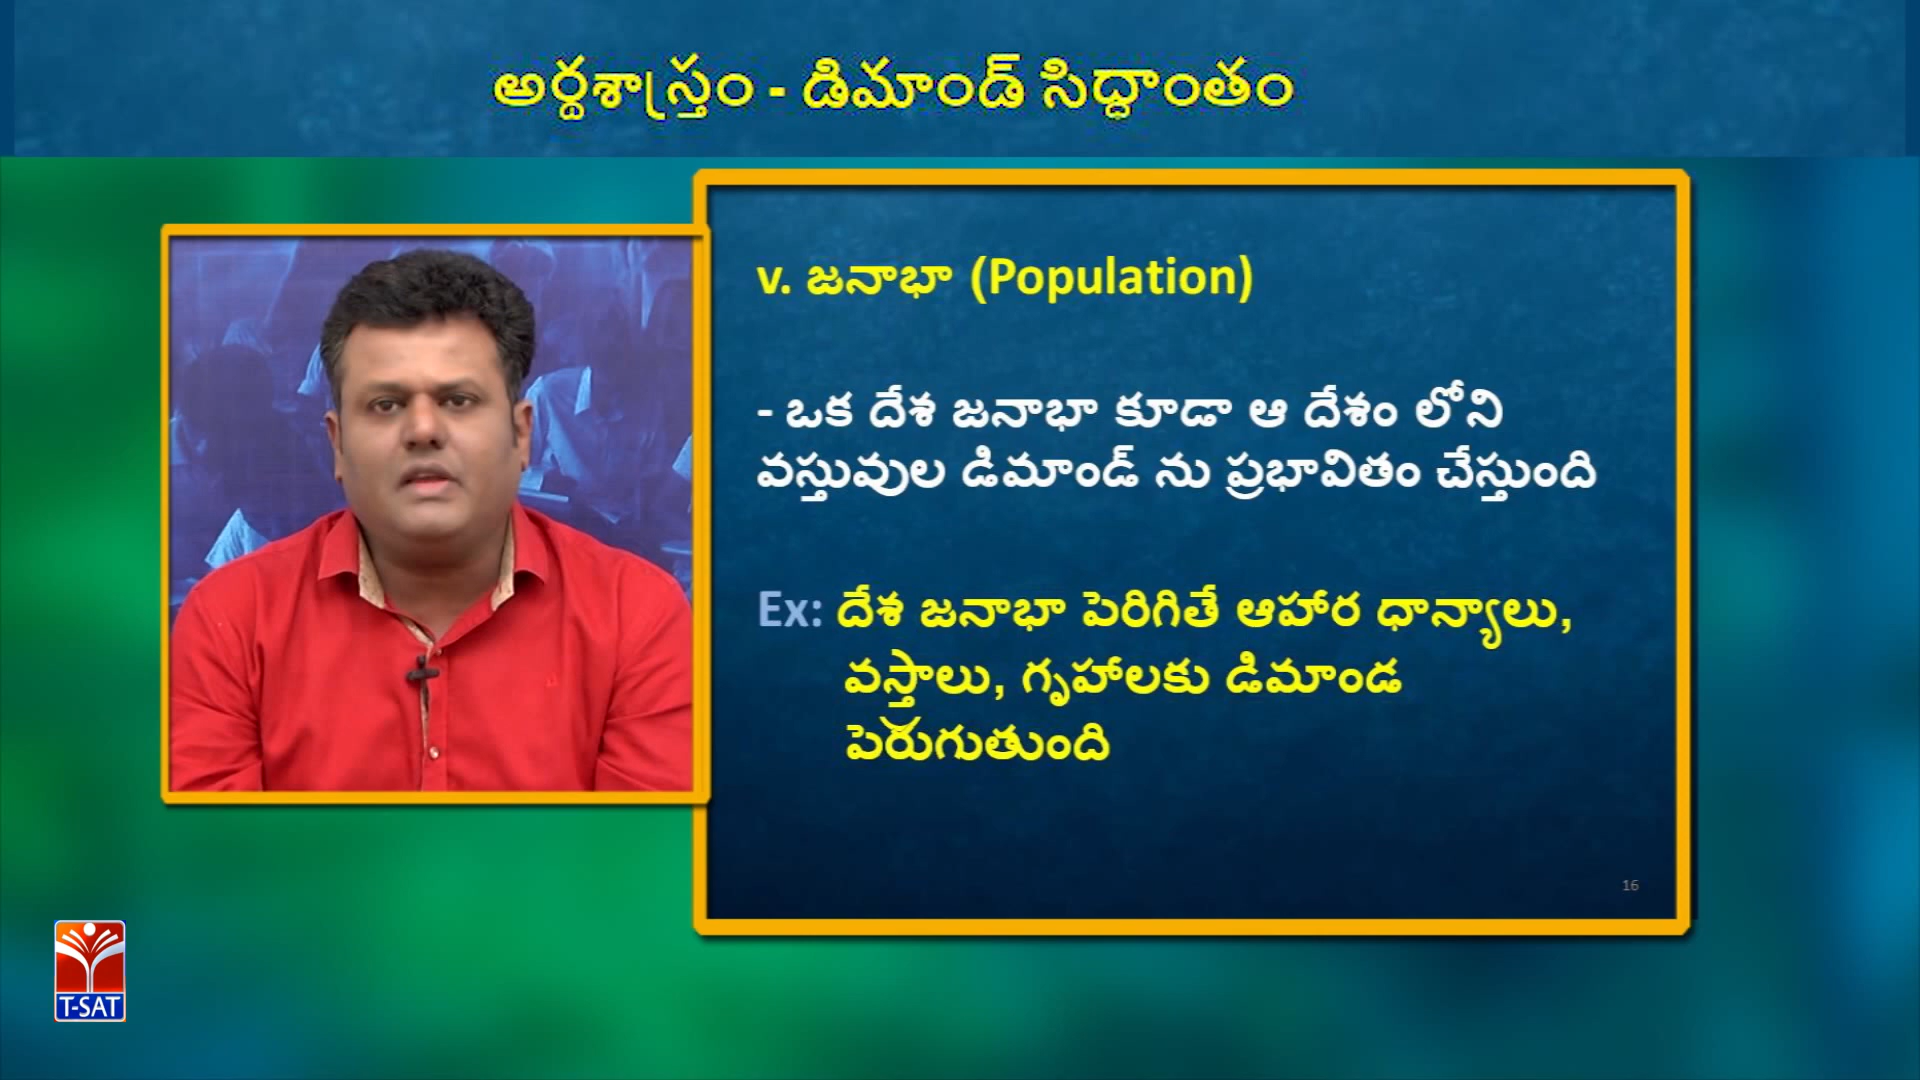 అర్థశాస్త్రం - డిమాండ్ సిద్ధాంతం
v. జనాభా (Population)
- ఒక దేశ జనాభా కూడా ఆ దేశం లోని
వస్తువుల డిమాండ్ ను ప్రభావితం చేస్తుంది
Ex: దేశ జనాభా పెరిగితే ఆహార ధాన్యాలు,
వస్త్రాలు, గృహాలకు డిమాండ
పెరుగుతుంది
16
T-SAT